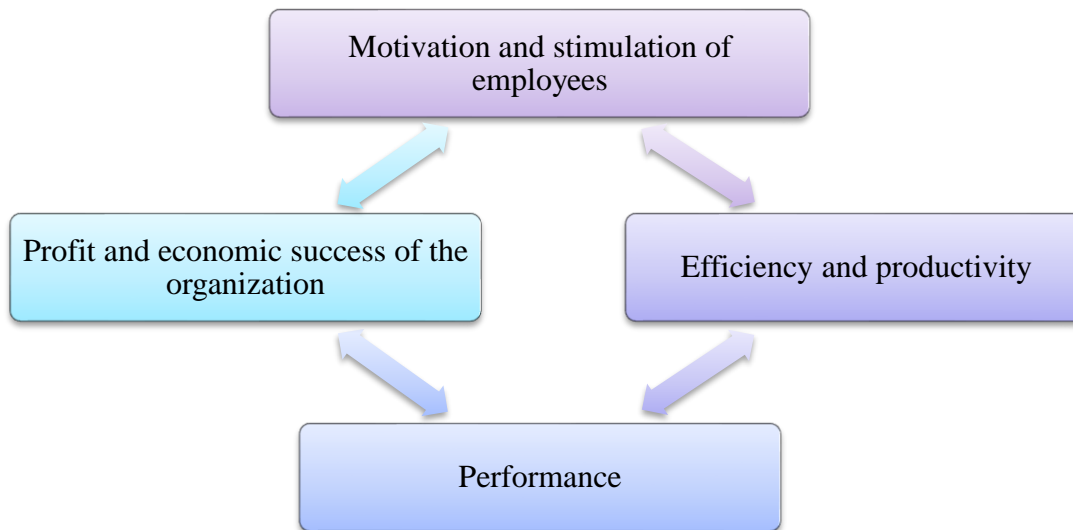 Motivation and stimulation of
employees
Profit and economic success of the
organization
Efficiency and productivity
Performance